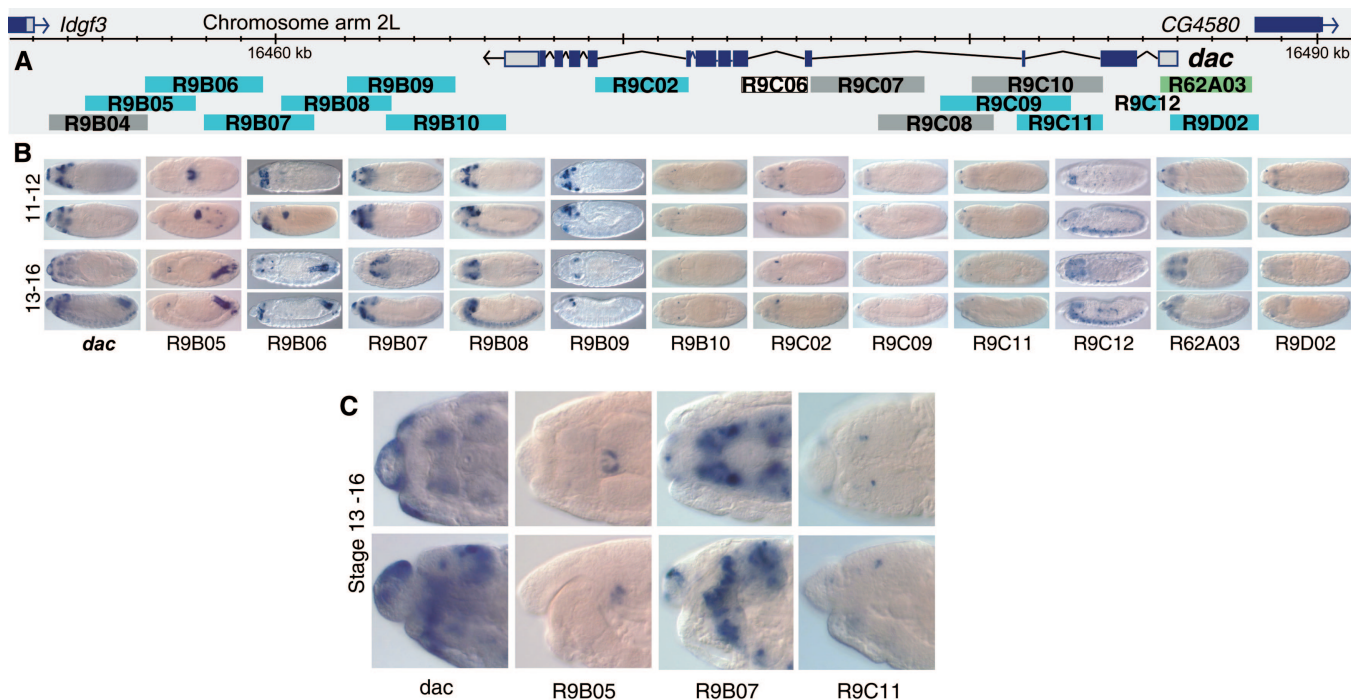 Idgf3 Chromosome arm 2L CG4580
16460 kb 16490 kb
A dac
R9B06 R9B09 R9C02 R9C06 R9C07 R9C10 R62A03
R9B05 R9B08 R9C09 R9C12
R9B04 R9B07 R9B10 R9C08 R9C11 R9D02
B
11-12
13-16
dac R9B05 R9B06 R9B07 R9B08 R9B09 R9B10 R9C02 R9C09 R9C11 R9C12 R62A03 R9D02
C
Stage 13 -16
dac R9B05 R9B07 R9C11